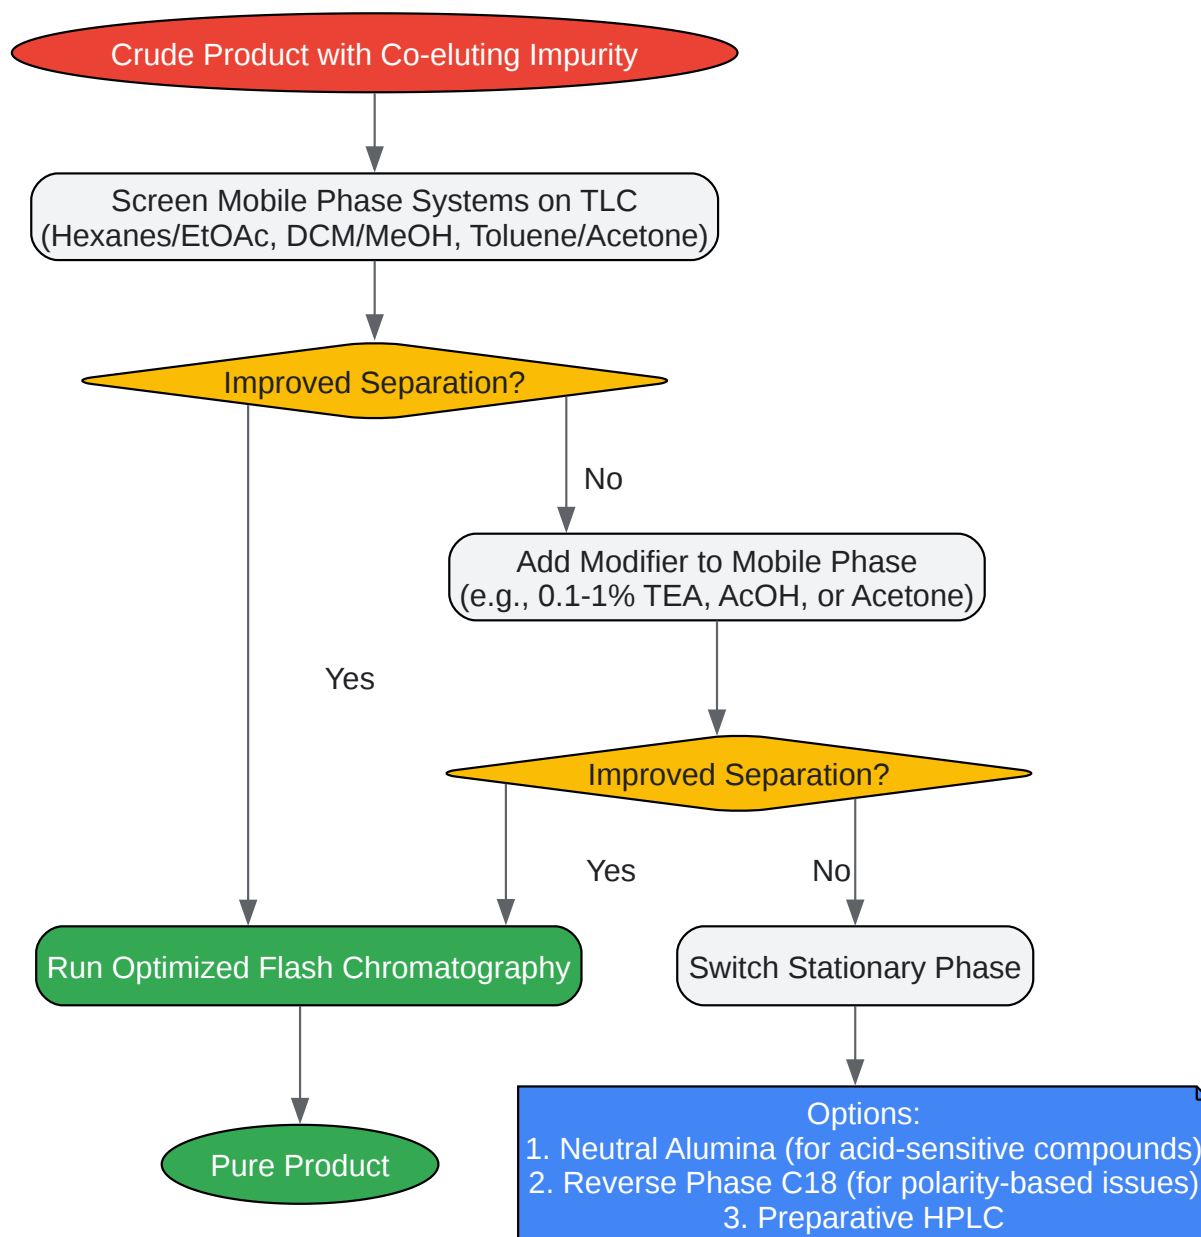 Crude Product with Co-eluting Impurity
Screen Mobile Phase Systems on TLC
(Hexanes/EtOAc, DCM/MeOH, Toluene/Acetone)
Improved Separation?
No
Add Modifier to Mobile Phase
(e.g., 0.1-1% TEA, AcOH, or Acetone)
Yes
Improved Separation?
Yes
No
Run Optimized Flash Chromatography
Switch Stationary Phase
Options:
1. Neutral Alumina (for acid-sensitive compounds)
2. Reverse Phase C18 (for polarity-based issues)
3. Preparative HPLC
Pure Product